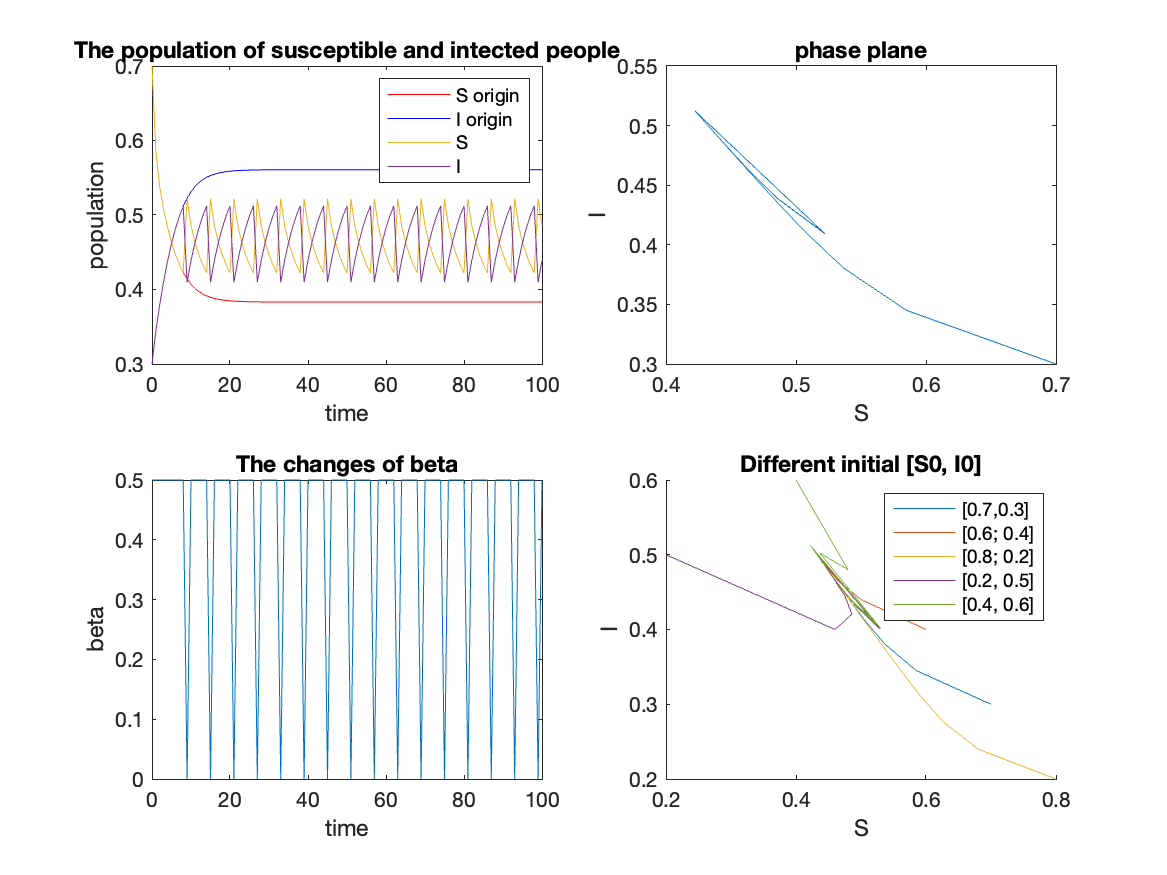 The population of susceptible and intected people
0.7
0.6
0.5
0.4
0.3
population
0
20
40
60
80
100
time
S origin
I origin
S
I
phase plane
0.55
0.5
0.45
0.4
0.35
0.3
I
0.4
0.5
0.6
0.7
S
The changes of beta
0.5
0.4
0.3
0.2
0.1
0
beta
0
20
40
60
80
100
time
Different initial [S0, I0]
0.6
0.5
0.4
0.3
0.2
I
0.2
0.4
0.6
0.8
S
[0.7,0.3]
[0.6; 0.4]
[0.8; 0.2]
[0.2, 0.5]
[0.4, 0.6]